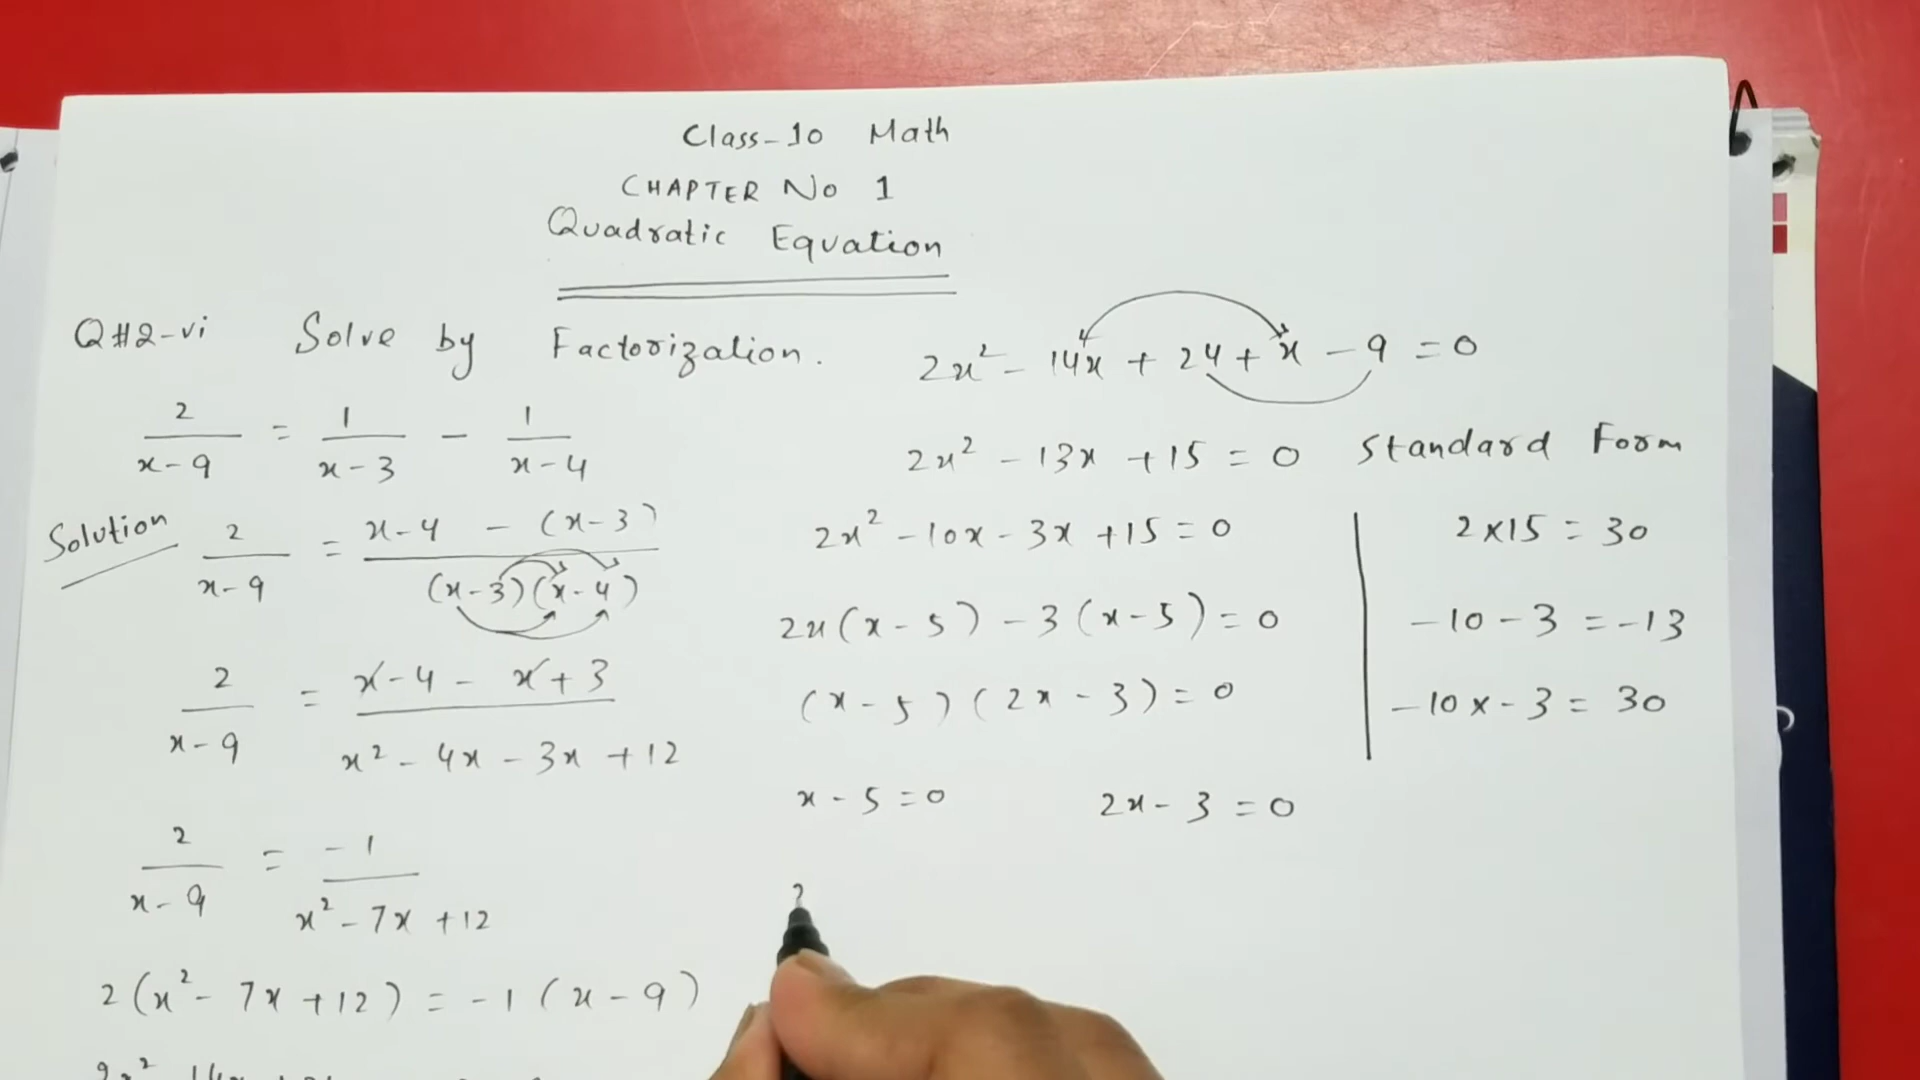 Class-10 Math
CHAPTER No 1
Quadratic Equation
Q#2-vi Solve by Factorization.
2/(x-9) = 1/(x-3) - 1/(x-4)
Solution 2/(x-9) = (x-4 - (x-3))/((x-3)(x-4))
2/(x-9) = (x-4 - x+3)/(x² - 4x - 3x + 12)
2/(x-9) = -1/(x² - 7x + 12)
2(x² - 7x + 12) = -1(x - 9)
2x² - 14x + 24 + x - 9 = 0
2x² - 13x + 15 = 0 Standard Form
2x² - 10x - 3x + 15 = 0
2x(x - 5) - 3(x - 5) = 0
(x - 5)(2x - 3) = 0
x - 5 = 0 2x - 3 = 0
2×15 = 30
-10 - 3 = -13
-10 × -3 = 30